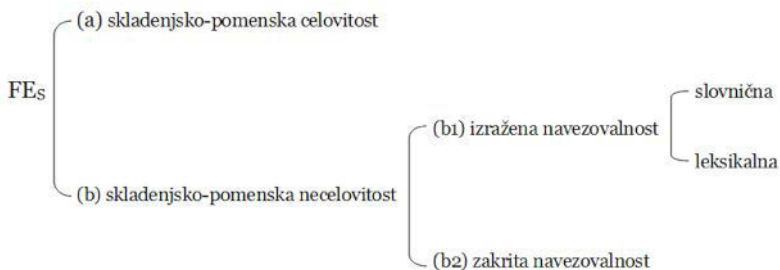 (a) skladenjsko-pomenska celovitost
FES
slovnična
(b1) izražena navezovalnost
leksikalna
(b) skladenjsko-pomenska necelovitost
(b2) zakrita navezovalnost